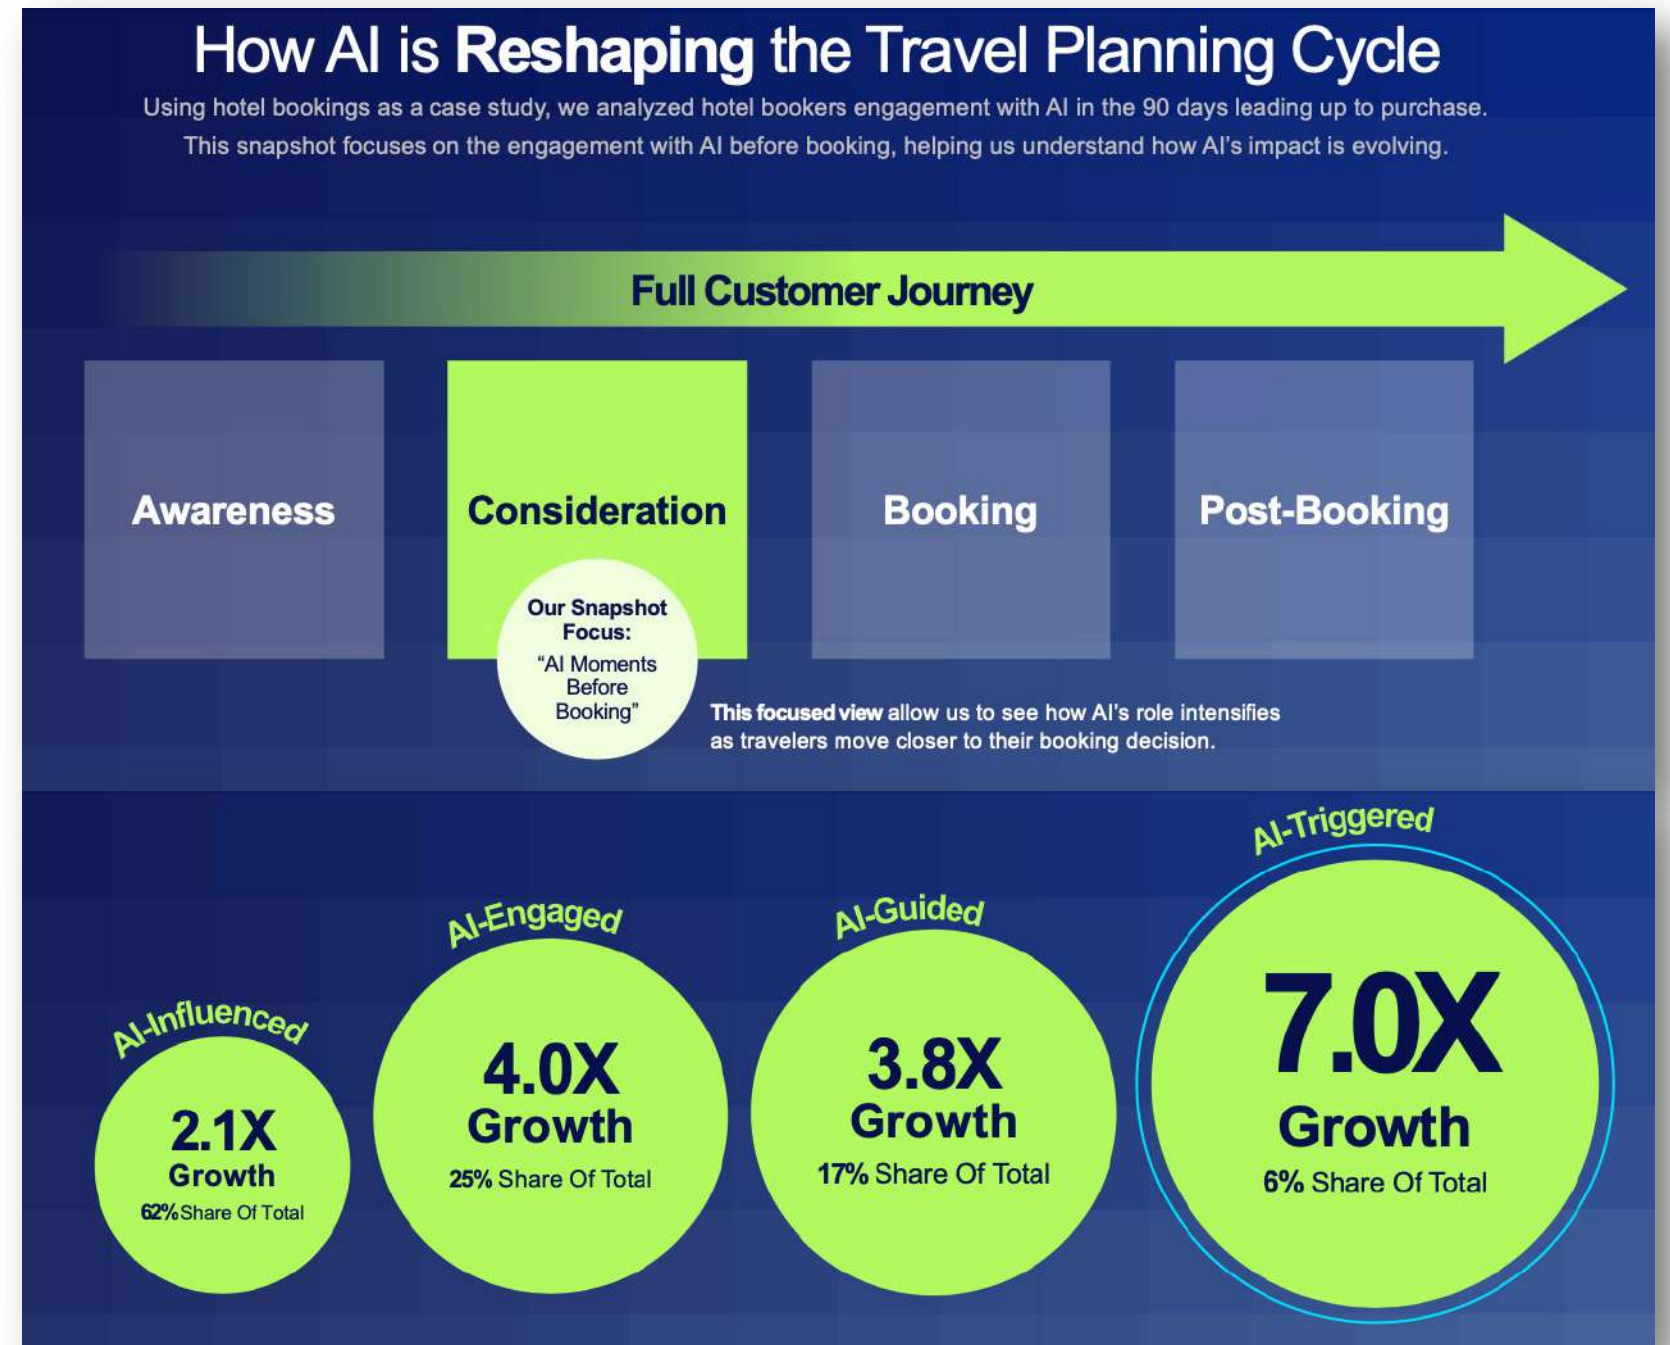 How AI is Reshaping the Travel Planning Cycle
Using hotel bookings as a case study, we analyzed hotel bookers engagement with AI in the 90 days leading up to purchase.
This snapshot focuses on the engagement with AI before booking, helping us understand how AI's impact is evolving.
Full Customer Journey
Awareness
Consideration
Booking
Post-Booking
Our Snapshot
Focus:
“AI Moments
Before
Booking”
This focused view allow us to see how AI's role intensifies
as travelers move closer to their booking decision.
AI-Influenced
2.1X
Growth
62% Share Of Total
AI-Engaged
4.0X
Growth
25% Share Of Total
AI-Guided
3.8X
Growth
17% Share Of Total
AI-Triggered
7.0X
Growth
6% Share Of Total